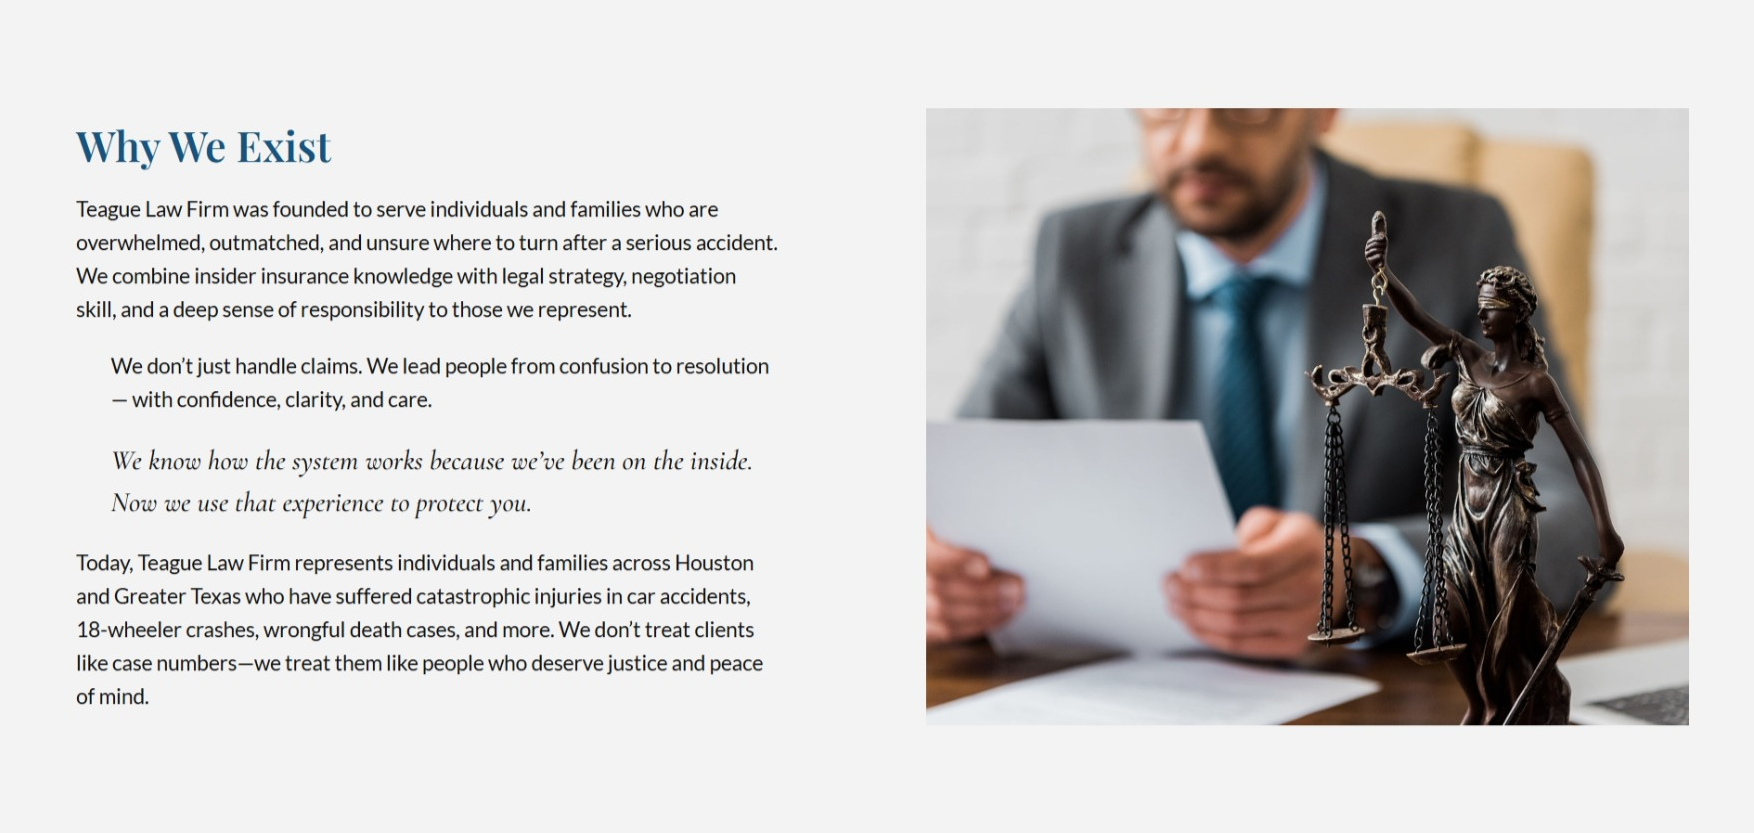 Why We Exist
Teague Law Firm was founded to serve individuals and families who are
overwhelmed, outmatched, and unsure where to turn after a serious accident.
We combine insider insurance knowledge with legal strategy, negotiation
skill, and a deep sense of responsibility to those we represent.
We don’t just handle claims. We lead people from confusion to resolution
— with confidence, clarity, and care.
We know how the system works because we’ve been on the inside.
Now we use that experience to protect you.
Today, Teague Law Firm represents individuals and families across Houston
and Greater Texas who have suffered catastrophic injuries in car accidents,
18-wheeler crashes, wrongful death cases, and more. We don’t treat clients
like case numbers—we treat them like people who deserve justice and peace
of mind.